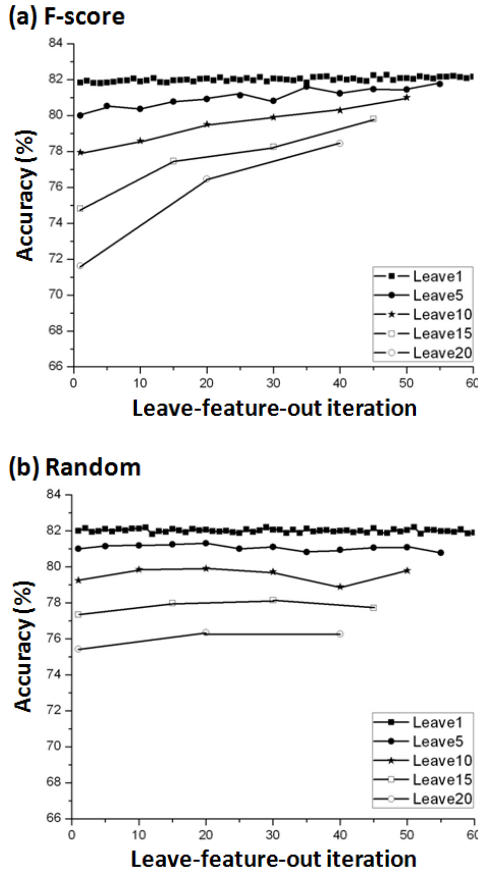 (a) F-score
84
82
80
78
76
74
72
70
68
66
Accuracy (%)
Leave1
Leave5
Leave10
Leave15
Leave20
0 10 20 30 40 50 60
Leave-feature-out iteration
(b) Random
84
82
80
78
76
74
72
70
68
66
Accuracy (%)
Leave1
Leave5
Leave10
Leave15
Leave20
0 10 20 30 40 50 60
Leave-feature-out iteration